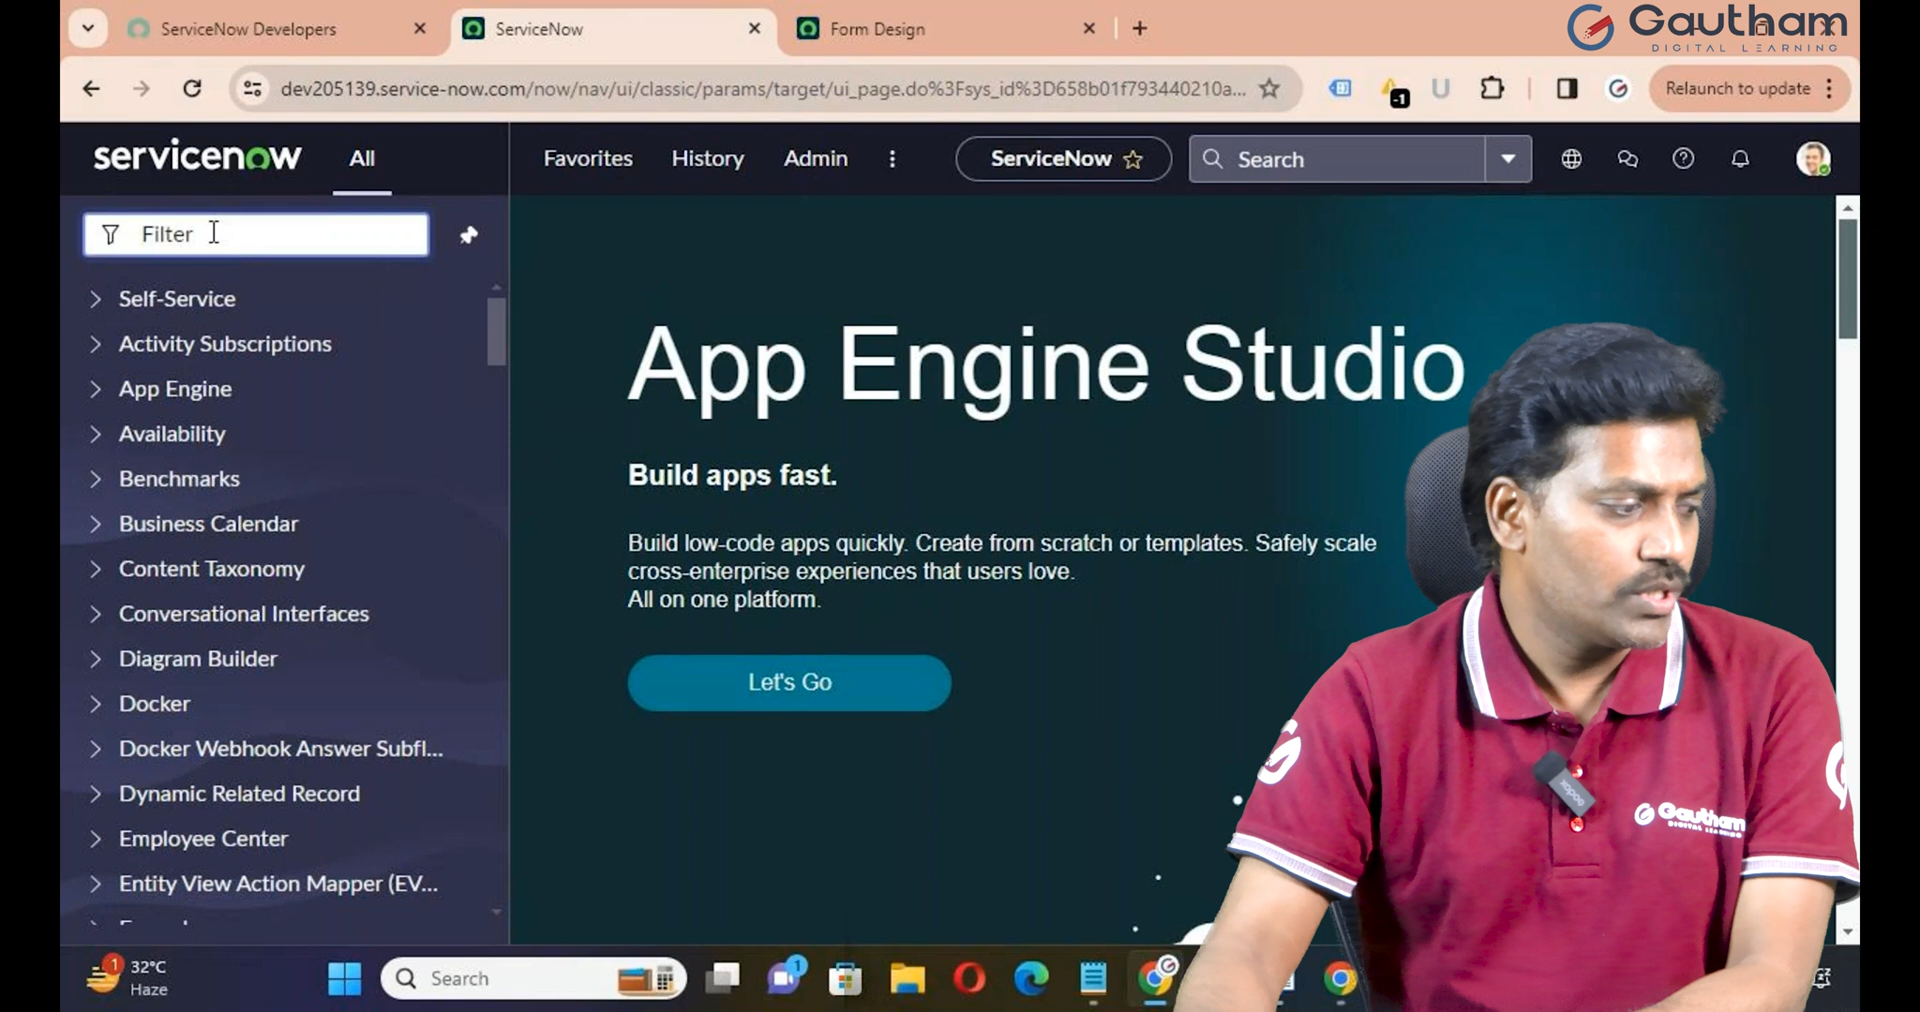 ServiceNow Developers
ServiceNow
Form Design
Gautham
DIGITAL LEARNING
dev205139.service-now.com/now/nav/ui/classic/params/target/ui_page.do%3Fsys_id%3D658b01f793440210a...
-1
Relaunch to update
servicenow
All
Favorites
History
Admin
ServiceNow
Search
Filter
Self-Service
Activity Subscriptions
App Engine
Availability
Benchmarks
Business Calendar
Content Taxonomy
Conversational Interfaces
Diagram Builder
Docker
Docker Webhook Answer Subfl...
Dynamic Related Record
Employee Center
Entity View Action Mapper (EV...
App Engine Studio
Build apps fast.
Build low-code apps quickly. Create from scratch or templates. Safely scale
cross-enterprise experiences that users love.
All on one platform.
Let's Go
Gautham
DIGITAL LEARNING
1
32°C
Haze
Search
1